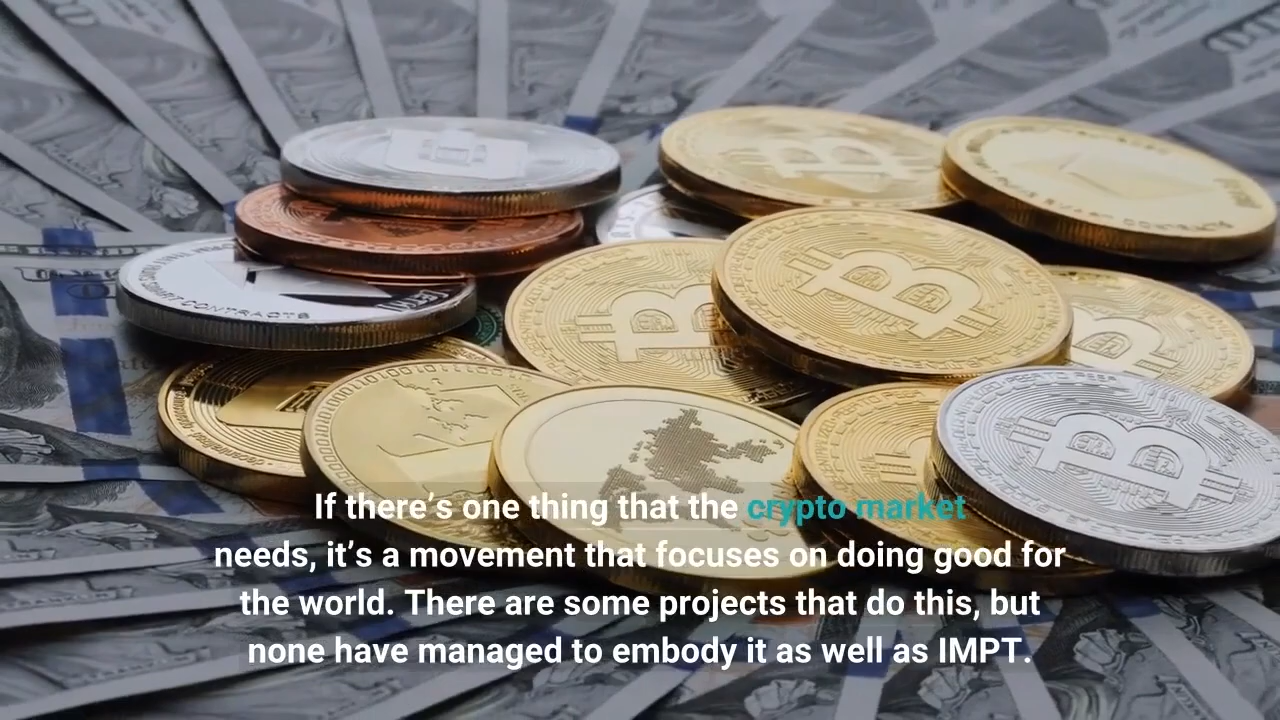 If there’s one thing that the crypto market
needs, it’s a movement that focuses on doing good for
the world. There are some projects that do this, but
none have managed to embody it as well as IMPT.